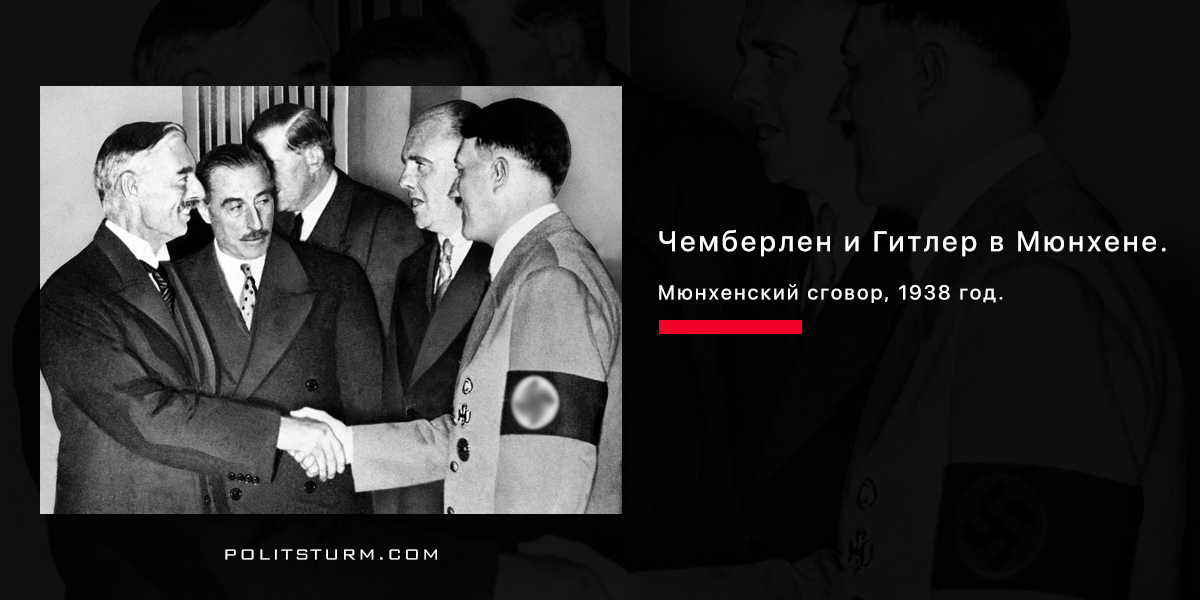 Чемберлен и Гитлер в Мюнхене.
Мюнхенский сговор, 1938 год.
POLITSTURM.COM